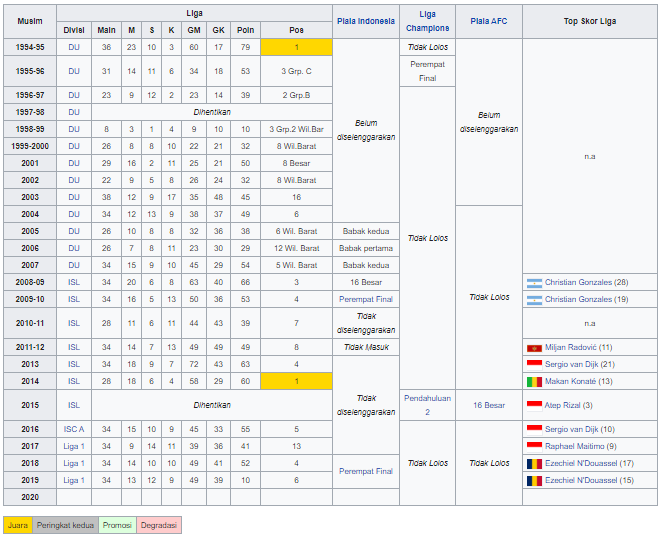 Musim Liga Piala Indonesia Liga Champions Piala AFC Top Skor Liga
Divisi Main M S K GM GK Poin Pos
1994-95 DU 36 23 10 3 60 17 79 1 Belum diselenggarakan Tidak Lolos Belum diselenggarakan n.a
1995-96 DU 31 14 11 6 34 18 53 3 Grp. C Perempat Final
1996-97 DU 23 9 12 2 23 14 39 2 Grp.B Tidak Lolos
1997-98 DU Dihentikan
1998-99 DU 8 3 1 4 9 10 10 3 Grp.2 Wil.Bar
1999-2000 DU 26 8 8 10 22 21 32 8 Wil.Barat
2001 DU 29 16 2 11 25 21 50 8 Besar
2002 DU 22 9 5 8 26 24 32 8 Wil.Barat
2003 DU 38 12 9 17 35 48 45 16
2004 DU 34 12 13 9 38 37 49 6 Tidak Lolos
2005 DU 26 10 8 8 32 36 38 6 Wil. Barat Babak kedua
2006 DU 26 7 8 11 23 30 29 12 Wil. Barat Babak pertama
2007 DU 34 15 9 10 45 29 54 5 Wil. Barat Babak kedua
2008-09 ISL 34 20 6 8 63 40 66 3 16 Besar Christian Gonzales (28)
2009-10 ISL 34 16 5 13 50 36 53 4 Perempat Final Christian Gonzales (19)
2010-11 ISL 28 11 6 11 44 43 39 7 Tidak diselenggarakan n.a
2011-12 ISL 34 14 7 13 49 49 49 8 Tidak Masuk Miljan Radović (11)
2013 ISL 34 18 9 7 72 43 63 4 Tidak diselenggarakan Sergio van Dijk (21)
2014 ISL 28 18 6 4 58 29 60 1 Makan Konaté (13)
2015 ISL Dihentikan Pendahuluan 2 16 Besar Atep Rizal (3)
2016 ISC A 34 15 10 9 45 33 55 5 Tidak Lolos Tidak Lolos Sergio van Dijk (10)
2017 Liga 1 34 9 14 11 39 36 41 13 Raphael Maitimo (9)
2018 Liga 1 34 14 10 10 49 41 52 4 Perempat Final Ezechiel N'Douassel (17)
2019 Liga 1 34 13 12 9 49 39 10 6 Ezechiel N'Douassel (15)
2020
Juara Peringkat kedua Promosi Degradasi